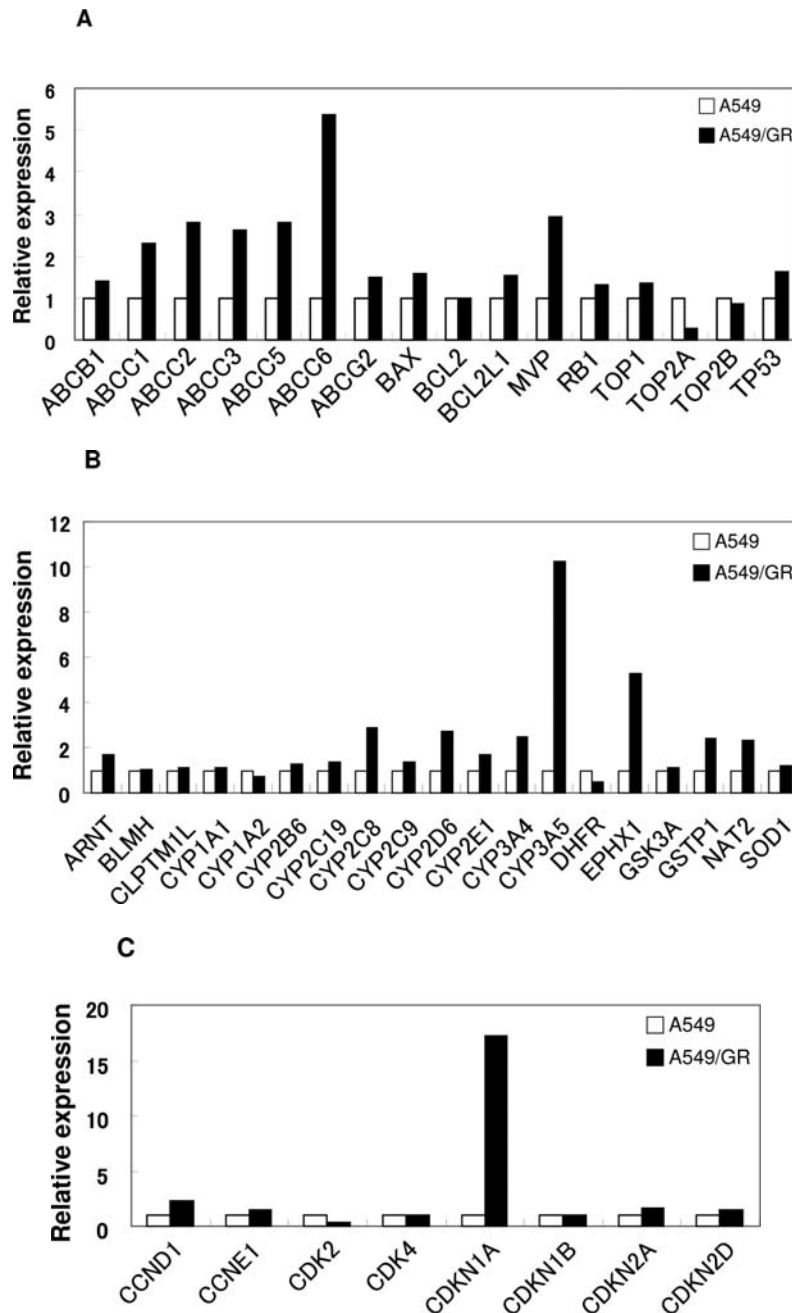 A
Relative expression
6
5
4
3
2
1
0
A549
A549/GR
ABCB1
ABCC1
ABCC2
ABCC3
ABCC5
ABCC6
ABCG2
BAX
BCL2
BCL2L1
MVP
RB1
TOP1
TOP2A
TOP2B
TP53
B
Relative expression
12
10
8
6
4
2
0
A549
A549/GR
ARNT
BLMH
CLPTM1L
CYP1A1
CYP1A2
CYP2B6
CYP2C19
CYP2C8
CYP2C9
CYP2D6
CYP2E1
CYP3A4
CYP3A5
DHFR
EPHX1
GSK3A
GSTP1
NAT2
SOD1
C
Relative expression
20
15
10
5
0
A549
A549/GR
CCND1
CCNE1
CDK2
CDK4
CDKN1A
CDKN1B
CDKN2A
CDKN2D